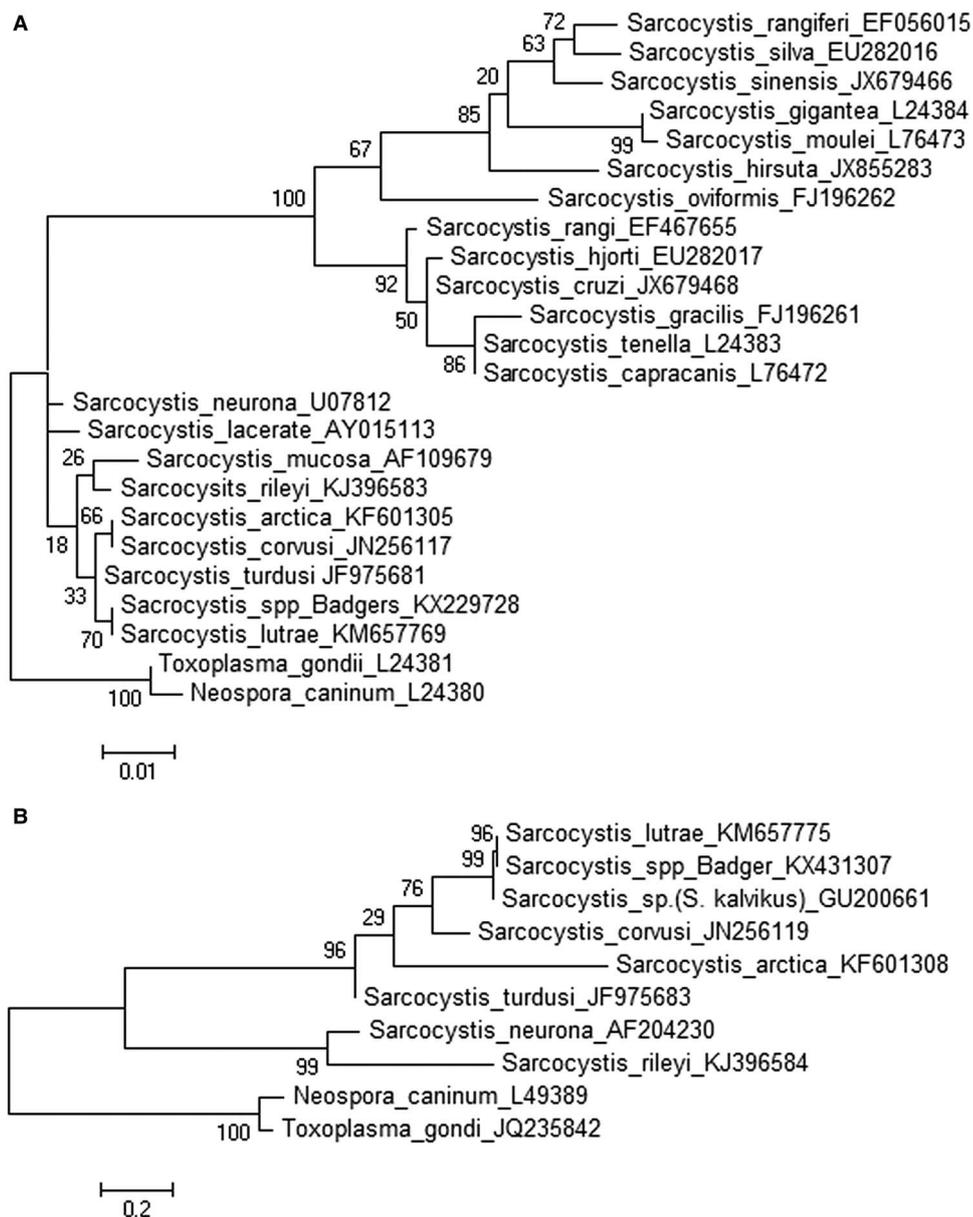 A
72
Sarcocystis_rangiferi_EF056015
63
Sarcocystis_silva_EU282016
20
Sarcocystis_sinensis_JX679466
85
Sarcocystis_gigantea_L24384
99
Sarcocystis_moulei_L76473
67
Sarcocystis_hirsuta_JX855283
100
Sarcocystis_oviformis_FJ196262
Sarcocystis_rangi_EF467655
Sarcocystis_hjorti_EU282017
92
Sarcocystis_cruzi_JX679468
50
Sarcocystis_gracilis_FJ196261
Sarcocystis_tenella_L24383
86
Sarcocystis_capracanis_L76472
Sarcocystis_neurona_U07812
Sarcocystis_lacerate_AY015113
26
Sarcocystis_mucosa_AF109679
Sarcocysits_rileyi_KJ396583
66
Sarcocystis_arctica_KF601305
18
Sarcocystis_corvusi_JN256117
Sarcocystis_turdusi JF975681
33
Sacrocystis_spp_Badgers_KX229728
70
Sarcocystis_lutrae_KM657769
Toxoplasma_gondii_L24381
100
Neospora_caninum_L24380
0.01
B
96
Sarcocystis_lutrae_KM657775
99
Sarcocystis_spp_Badger_KX431307
76
Sarcocystis_sp.(S. kalvikus)_GU200661
29
Sarcocystis_corvusi_JN256119
96
Sarcocystis_arctica_KF601308
Sarcocystis_turdusi_JF975683
Sarcocystis_neurona_AF204230
99
Sarcocystis_rileyi_KJ396584
Neospora_caninum_L49389
100
Toxoplasma_gondi_JQ235842
0.2